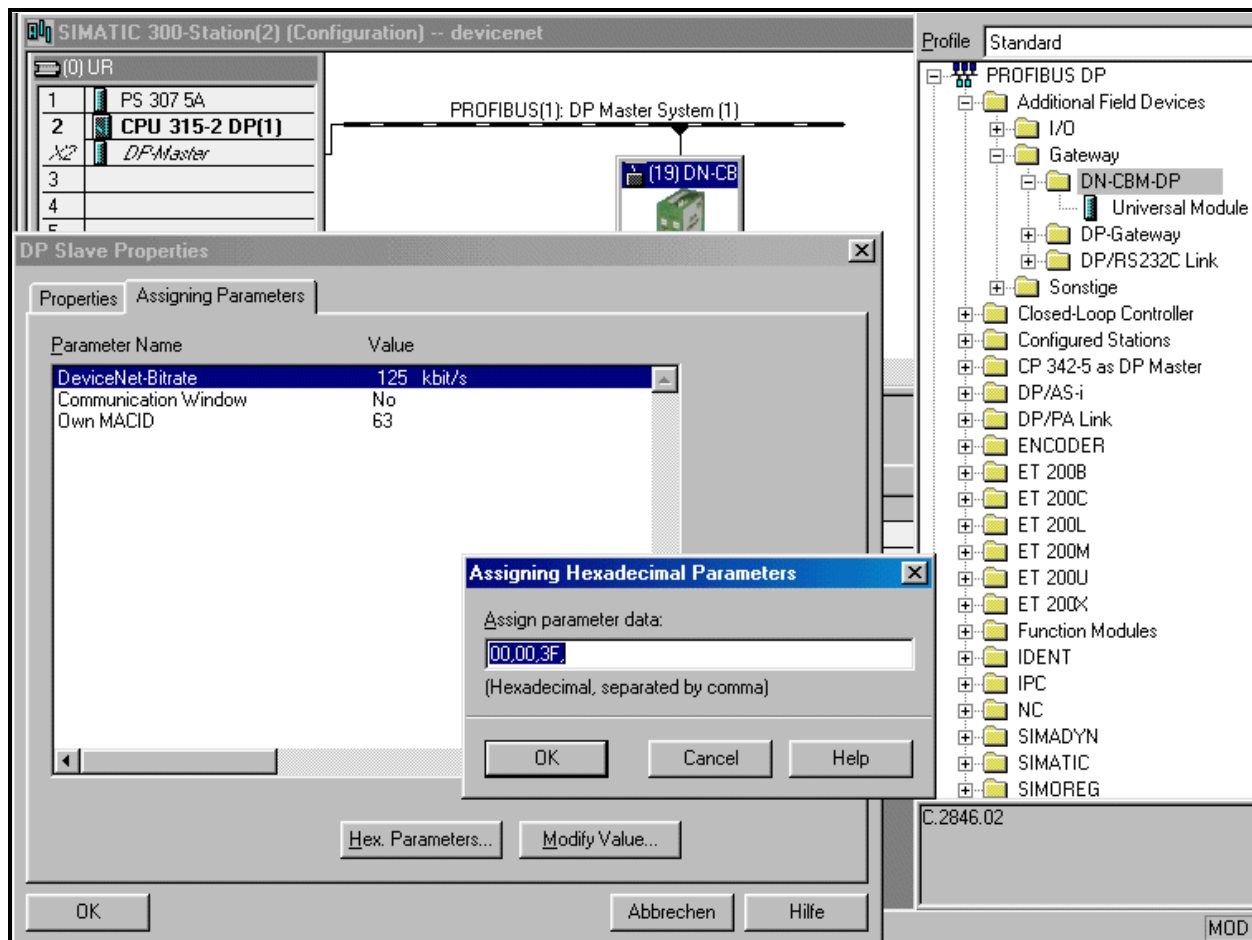 SIMATIC 300-Station(2) (Configuration) -- devicenet
(0) UR
1 PS 307 5A
2 CPU 315-2 DP(1)
X2 DP-Master
3
4
5
PROFIBUS(1): DP Master System (1)
(19) DN-CB
DP Slave Properties
Properties Assigning Parameters
Parameter Name Value
DeviceNet-Bitrate 125 kbit/s
Communication Window No
Own MACID 63
Assigning Hexadecimal Parameters
Assign parameter data:
00,00,3F,
(Hexadecimal, separated by comma)
OK Cancel Help
Hex. Parameters... Modify Value...
OK Abbrechen Hilfe
Profile Standard
PROFIBUS DP
Additional Field Devices
I/O
Gateway
DN-CBM-DP
Universal Module
DP-Gateway
DP/RS232C Link
Sonstige
Closed-Loop Controller
Configured Stations
CP 342-5 as DP Master
DP/AS-i
DP/PA Link
ENCODER
ET 200B
ET 200C
ET 200L
ET 200M
ET 200U
ET 200X
Function Modules
IDENT
IPC
NC
SIMADYN
SIMATIC
SIMOREG
C.2846.02
MOD